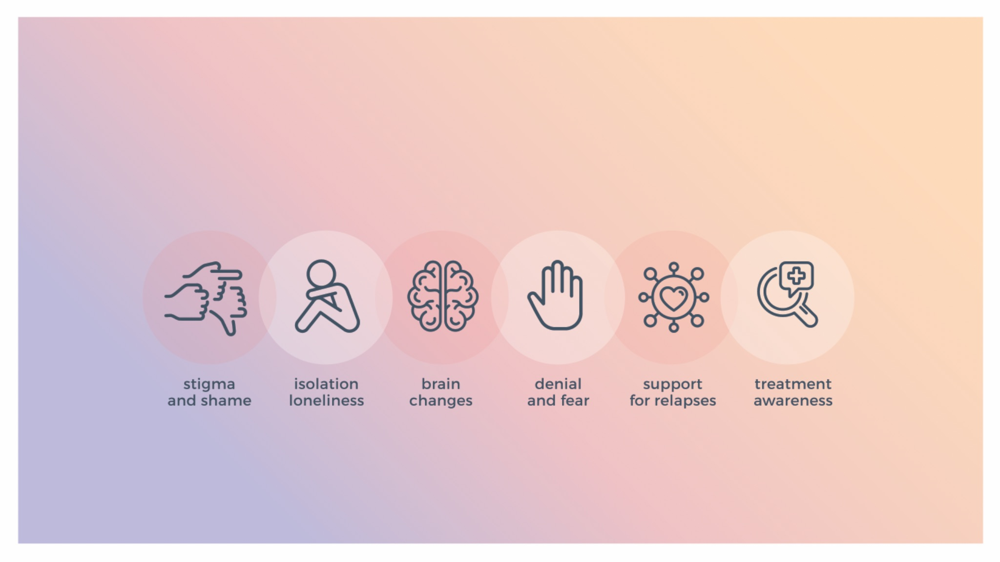 stigma
and shame
isolation
loneliness
brain
changes
denial
and fear
support
for relapses
treatment
awareness